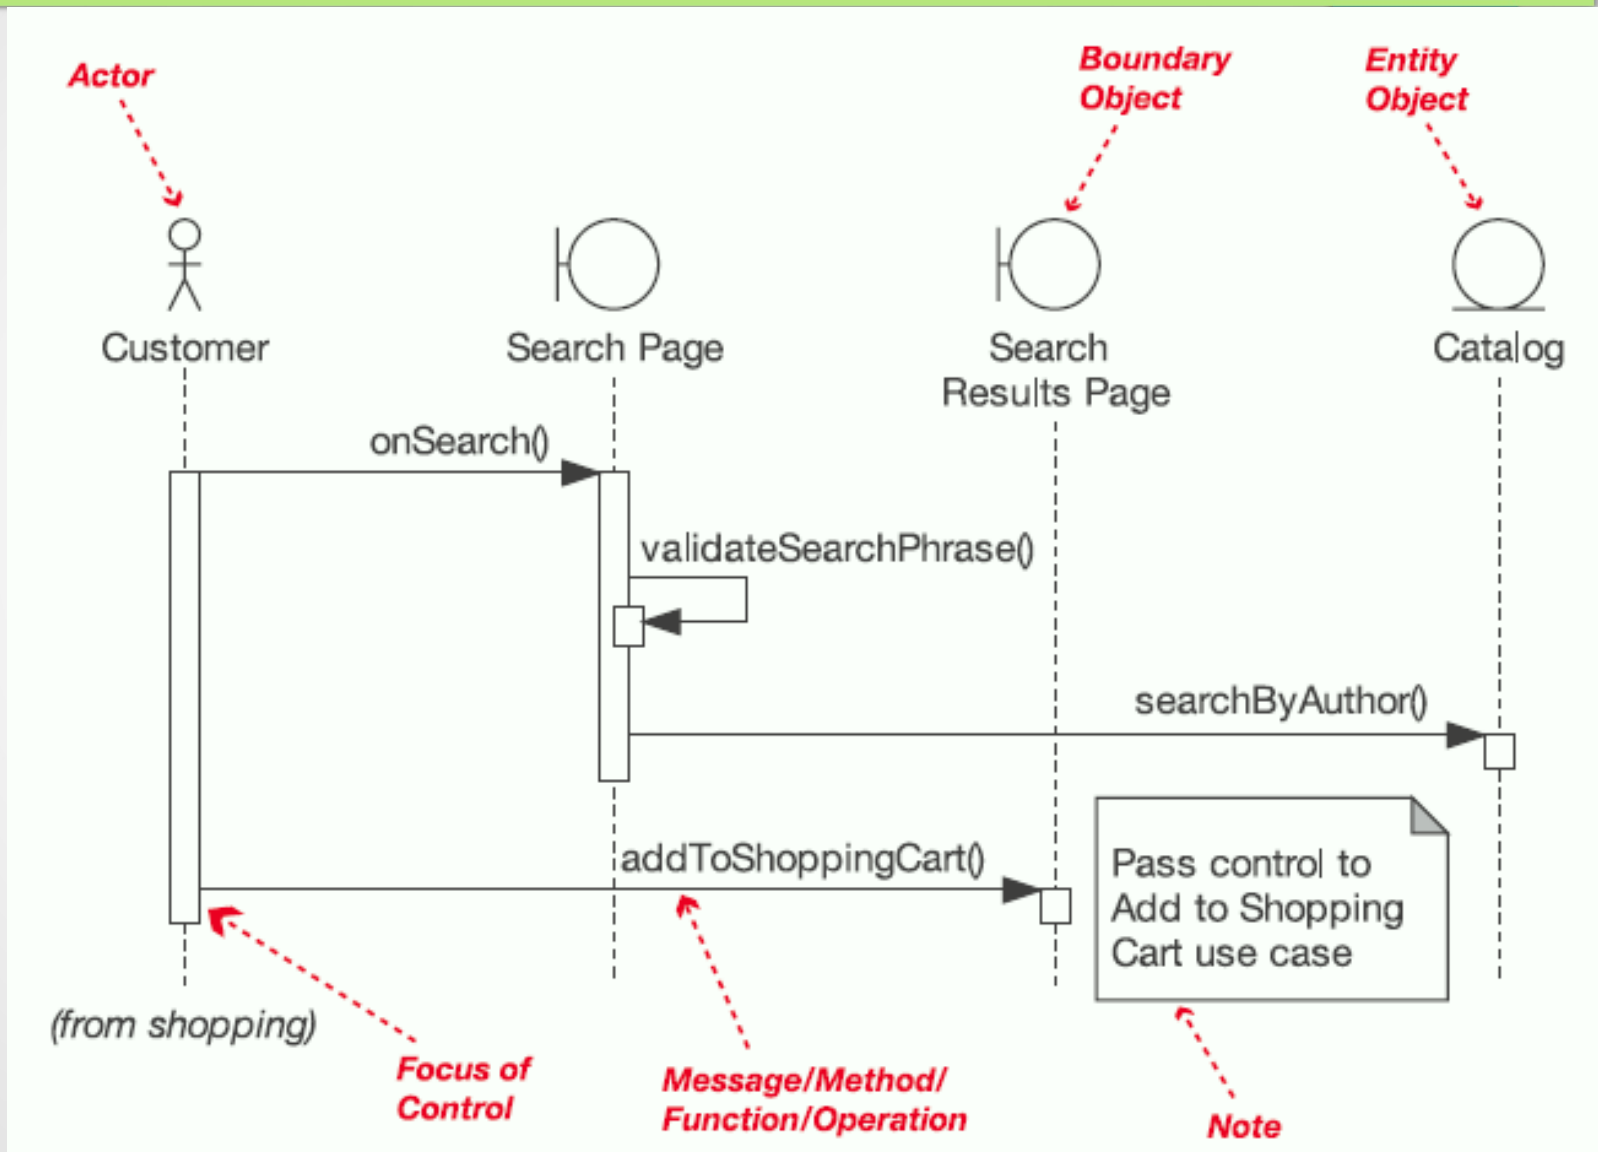 Actor
Boundary
Object
Entity
Object
Customer
Search Page
Search
Results Page
Catalog
onSearch()
validateSearchPhrase()
searchByAuthor()
addToShoppingCart()
Pass control to
Add to Shopping
Cart use case
(from shopping)
Focus of
Control
Message/Method/
Function/Operation
Note